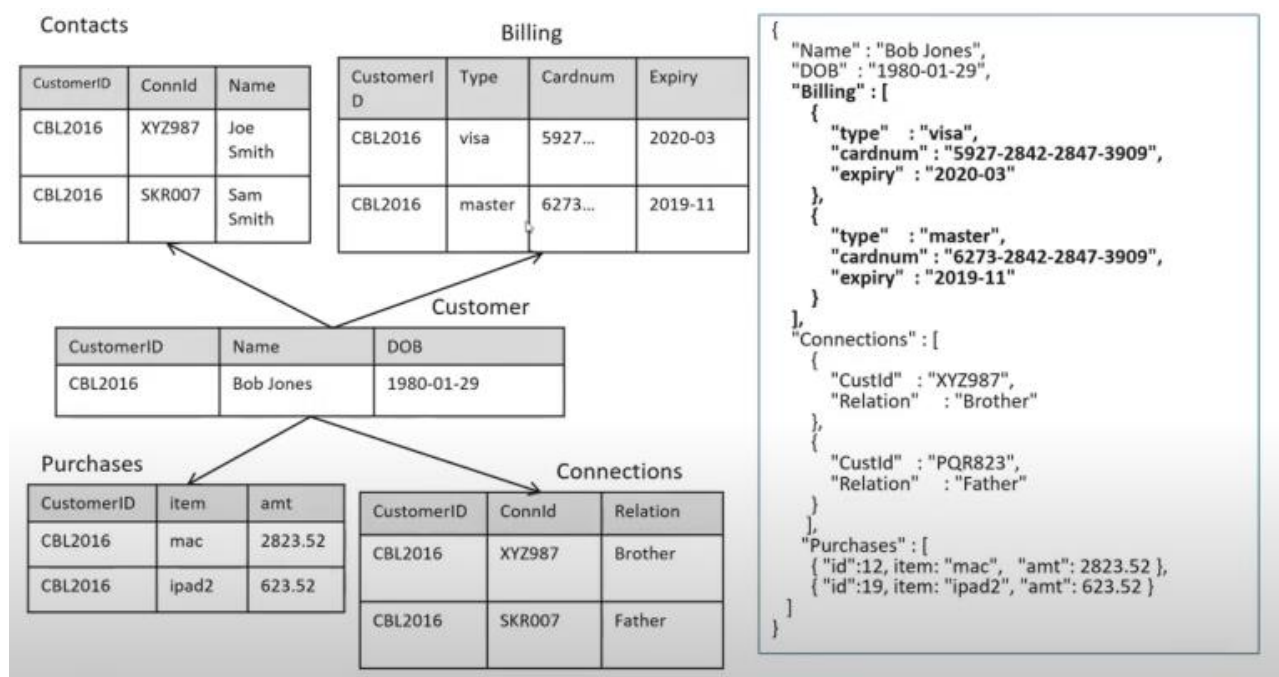 Contacts
CustomerID ConnId Name
CBL2016 XYZ987 Joe
Smith
CBL2016 SKR007 Sam
Smith
Billing
CustomerI
D Type Cardnum Expiry
CBL2016 visa 5927... 2020-03
CBL2016 master 6273... 2019-11
Customer
CustomerID Name DOB
CBL2016 Bob Jones 1980-01-29
Purchases
CustomerID item amt
CBL2016 mac 2823.52
CBL2016 ipad2 623.52
Connections
CustomerID ConnId Relation
CBL2016 XYZ987 Brother
CBL2016 SKR007 Father
{
"Name" : "Bob Jones",
"DOB" : "1980-01-29",
"Billing" : [
{
"type" : "visa",
"cardnum" : "5927-2842-2847-3909",
"expiry" : "2020-03"
},
{
"type" : "master",
"cardnum" : "6273-2842-2847-3909",
"expiry" : "2019-11"
}
],
"Connections" : [
{
"CustId" : "XYZ987",
"Relation" : "Brother"
},
{
"CustId" : "PQR823",
"Relation" : "Father"
}
],
"Purchases" : [
{ "id":12, item: "mac", "amt": 2823.52 },
{ "id":19, item: "ipad2", "amt": 623.52 }
]
}